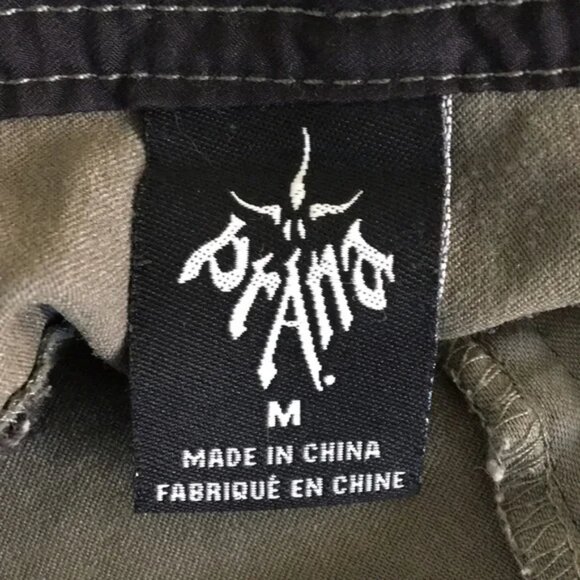 prAna.
M
MADE IN CHINA
FABRIQUÉ EN CHINE